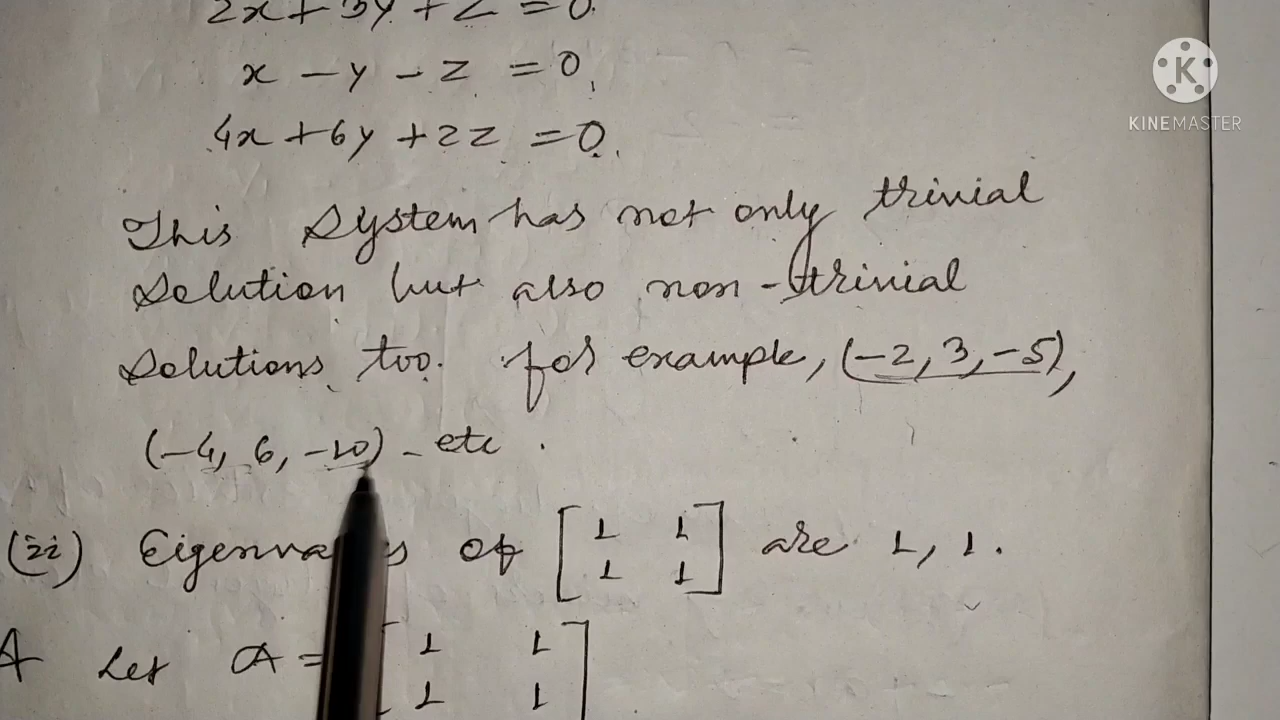 2x + 3y + z = 0.
x - y - z = 0,
4x + 6y + 2z = 0.
This system has not only trivial
solution but also non-trivial
solutions too. for example, (-2, 3, -5),
(-4, 6, -10) - etc.
(ii) Eigenva s of [1 1
1 1] are 1, 1.
A Let A = [1 1
1 1]
K
KINEMASTER